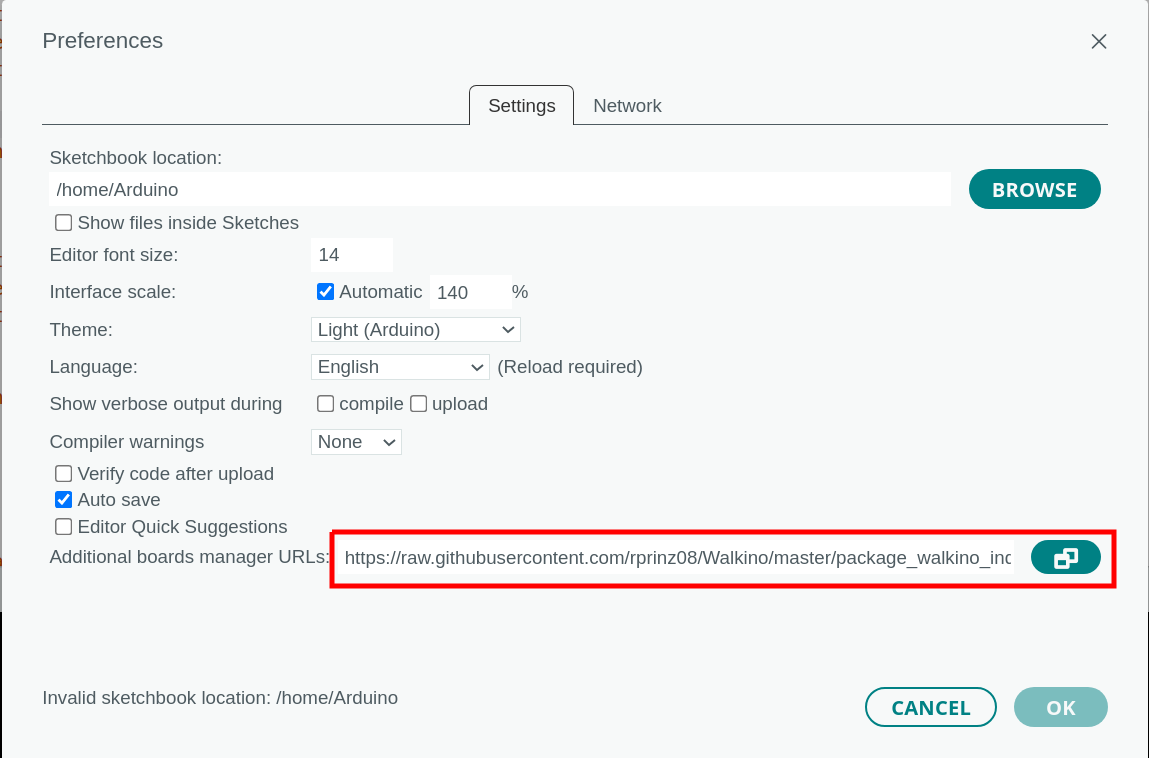 Preferences
Settings Network
Sketchbook location:
/home/Arduino BROWSE
Show files inside Sketches
Editor font size: 14
Interface scale: Automatic 140 %
Theme: Light (Arduino)
Language: English (Reload required)
Show verbose output during compile upload
Compiler warnings None
Verify code after upload
Auto save
Editor Quick Suggestions
Additional boards manager URLs: https://raw.githubusercontent.com/rprinz08/Walkino/master/package_walkino_inc
Invalid sketchbook location: /home/Arduino CANCEL OK